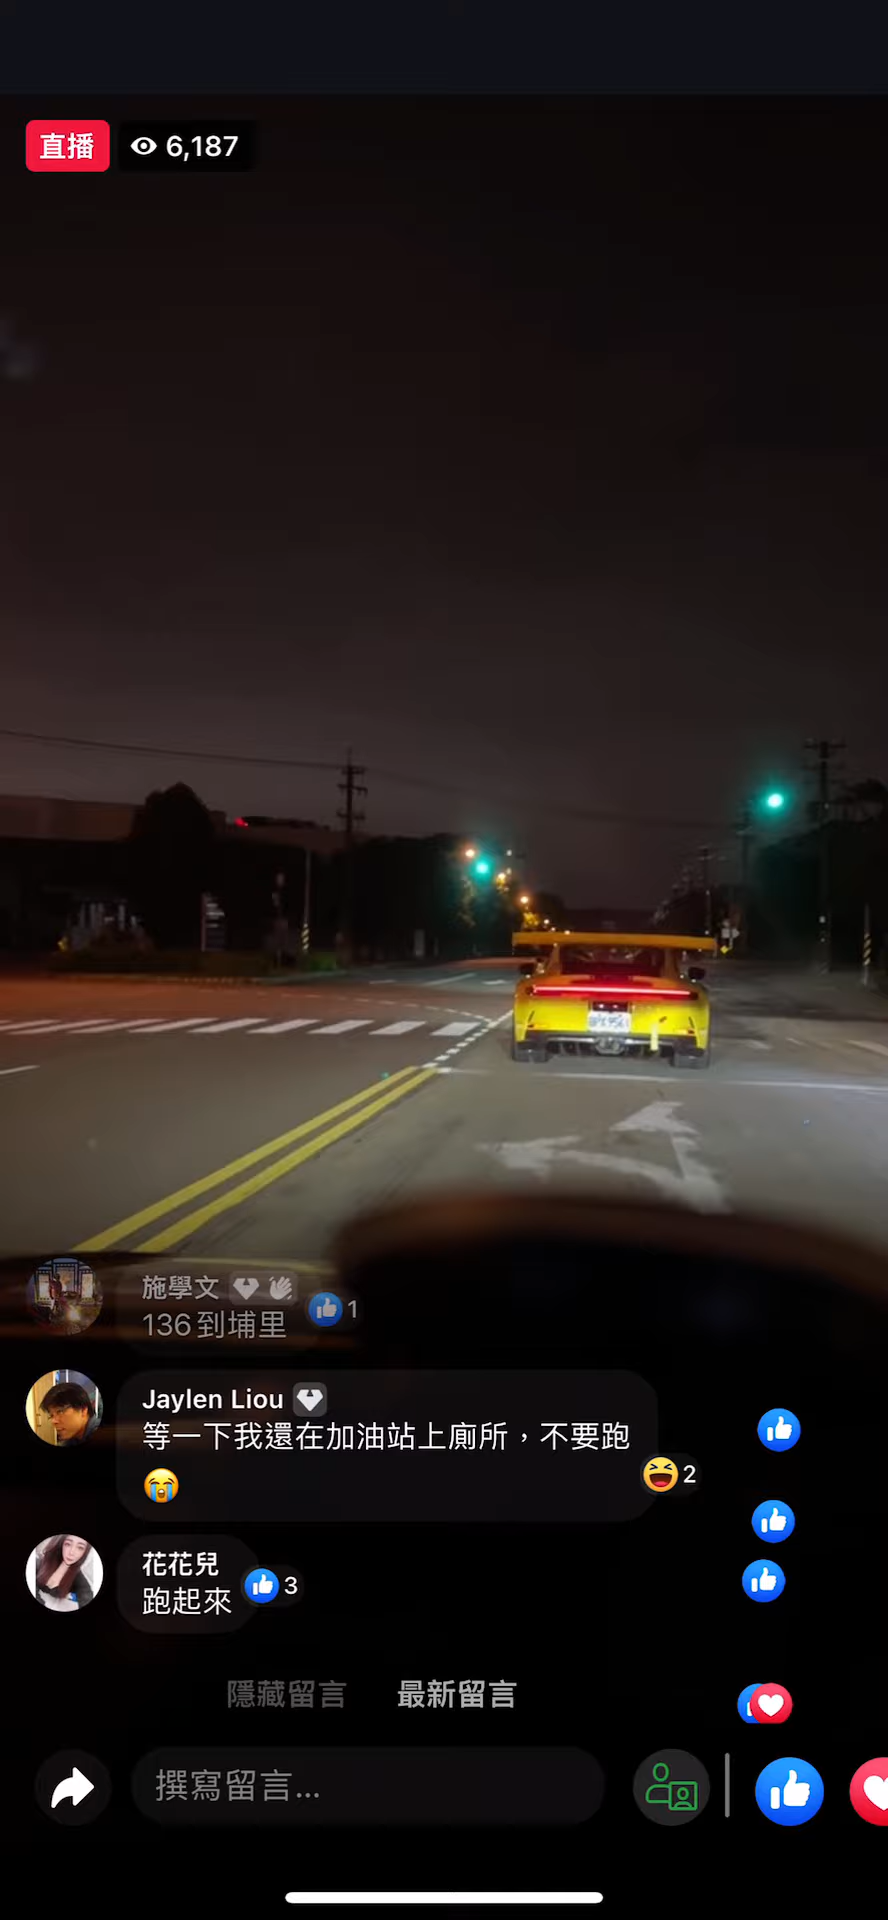 直播
6,187
施學文
136到埔里
1
Jaylen Liou
等一下我還在加油站上廁所，不要跑
😭
2
花花兒
跑起來
3
隱藏留言 最新留言
撰寫留言...